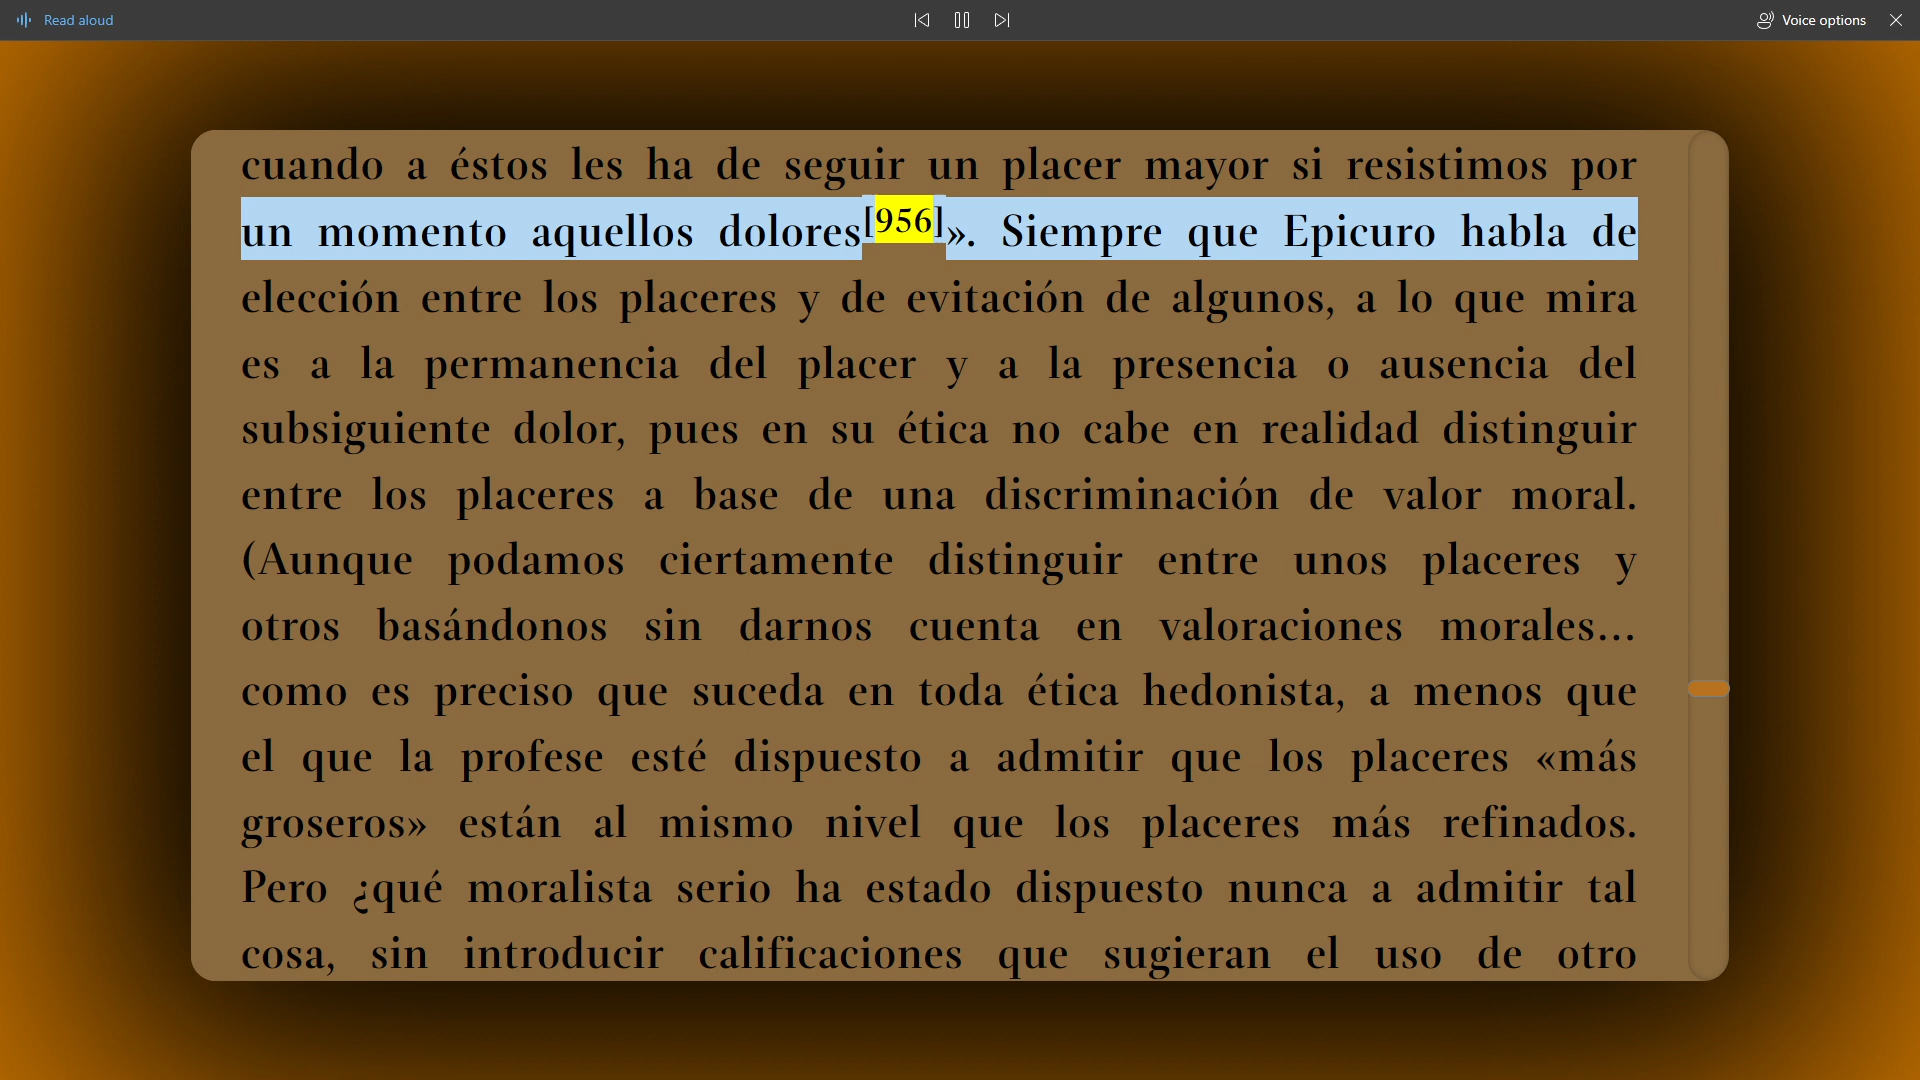 Read aloud
Voice options
cuando a éstos les ha de seguir un placer mayor si resistimos por
un momento aquellos dolores[956]». Siempre que Epicuro habla de
elección entre los placeres y de evitación de algunos, a lo que mira
es a la permanencia del placer y a la presencia o ausencia del
subsiguiente dolor, pues en su ética no cabe en realidad distinguir
entre los placeres a base de una discriminación de valor moral.
(Aunque podamos ciertamente distinguir entre unos placeres y
otros basándonos sin darnos cuenta en valoraciones morales...
como es preciso que suceda en toda ética hedonista, a menos que
el que la profese esté dispuesto a admitir que los placeres «más
groseros» están al mismo nivel que los placeres más refinados.
Pero ¿qué moralista serio ha estado dispuesto nunca a admitir tal
cosa, sin introducir calificaciones que sugieran el uso de otro